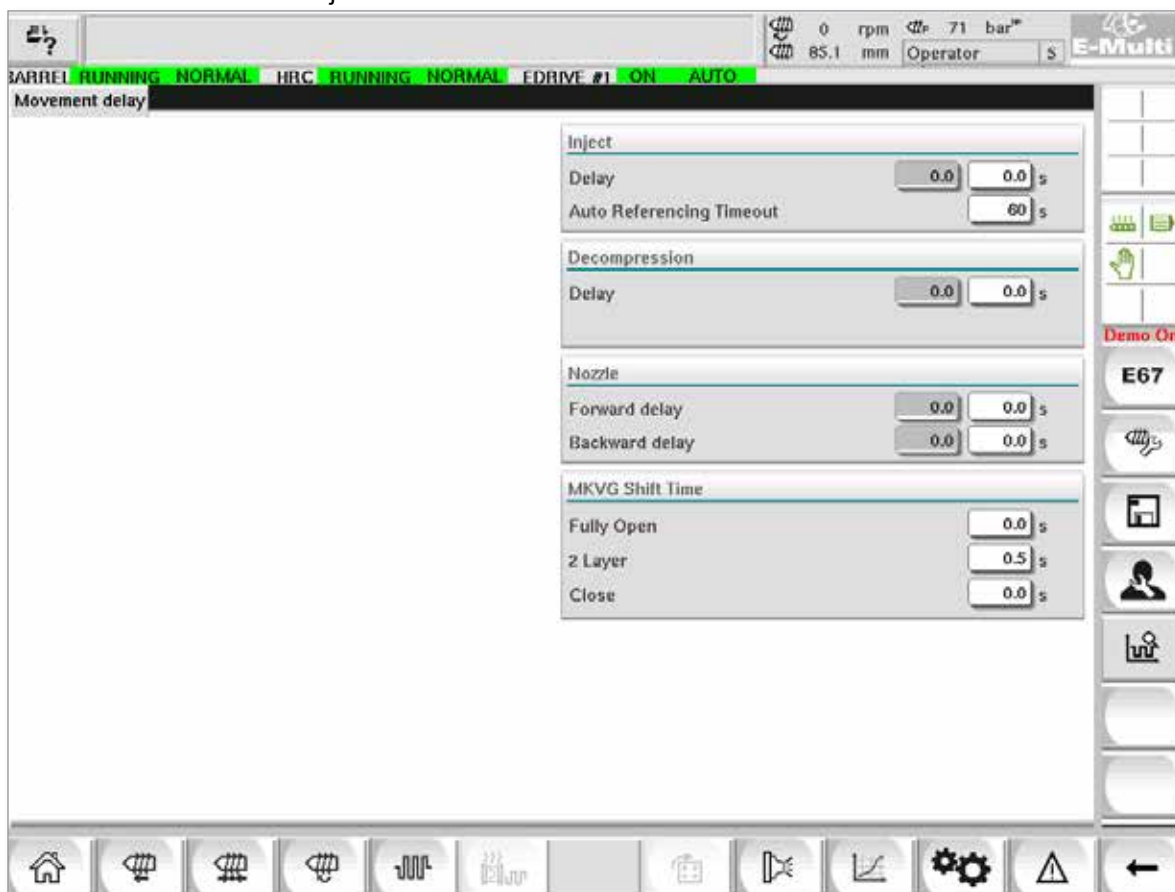 ?
0 rpm 71 bar
85.1 mm Operator S
E-Multi
BARREL RUNNING NORMAL HRC RUNNING NORMAL EDRIVE #1 ON AUTO
Movement delay
Inject
Delay 0.0 0.0 s
Auto Referencing Timeout 60 s
Decompression
Delay 0.0 0.0 s
Nozzle
Forward delay 0.0 0.0 s
Backward delay 0.0 0.0 s
MKVG Shift Time
Fully Open 0.0 s
2 Layer 0.5 s
Close 0.0 s
Demo On
E67